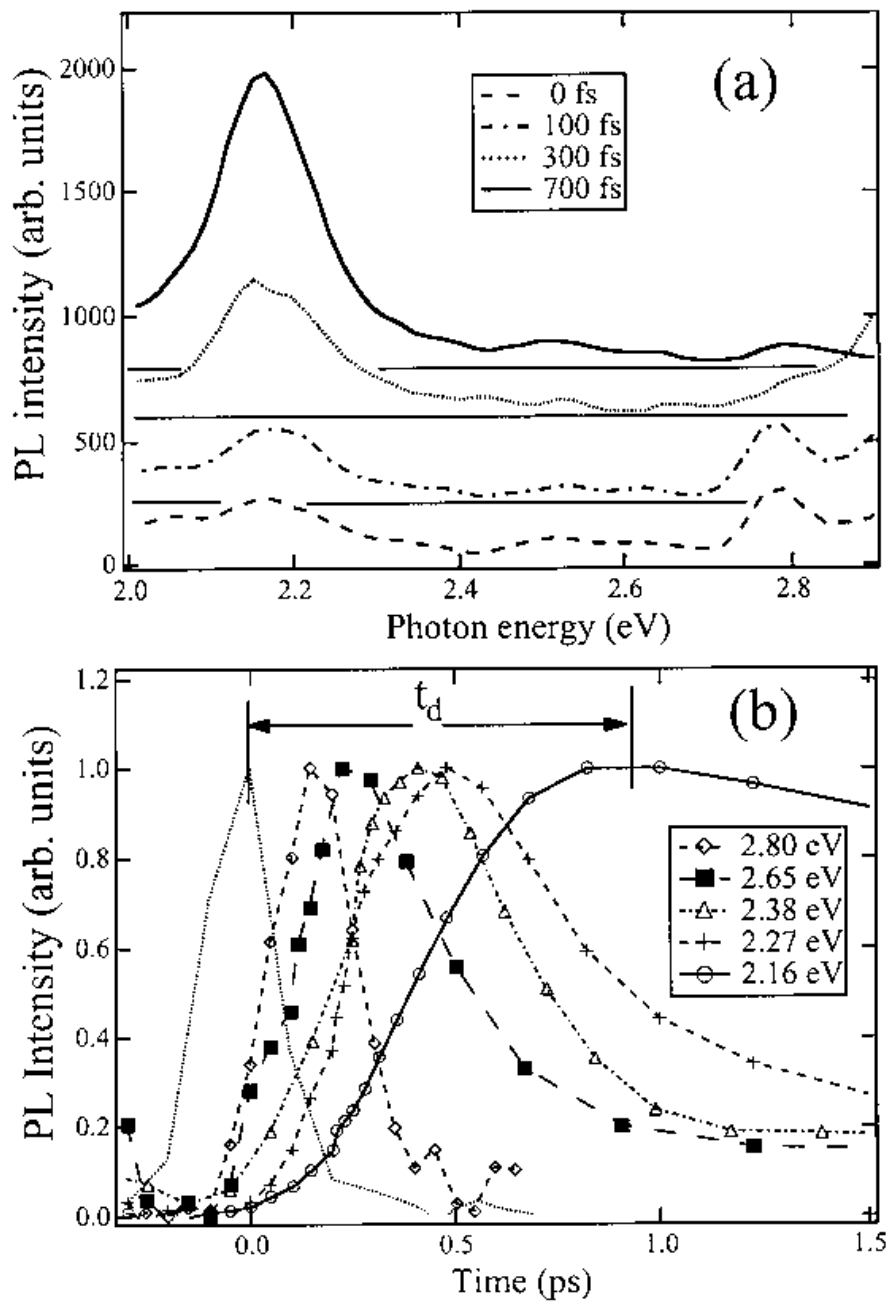 (a)
0 fs
100 fs
300 fs
700 fs
PL intensity (arb. units)
2000
1500
1000
500
0
2.0
2.2
2.4
2.6
2.8
Photon energy (eV)
(b)
t_d
2.80 eV
2.65 eV
2.38 eV
2.27 eV
2.16 eV
PL Intensity (arb. units)
1.2
1.0
0.8
0.6
0.4
0.2
0.0
0.0
0.5
1.0
1.5
Time (ps)